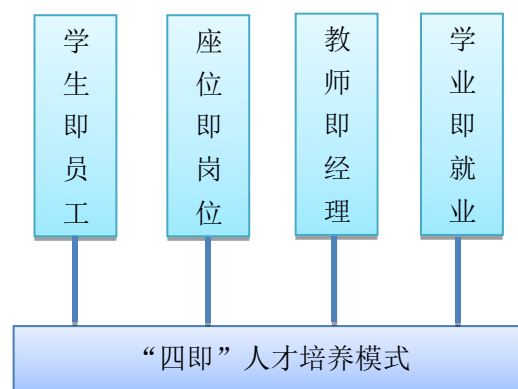 学生即员工
座位即岗位
教师即经理
学业即就业
“四即”人才培养模式